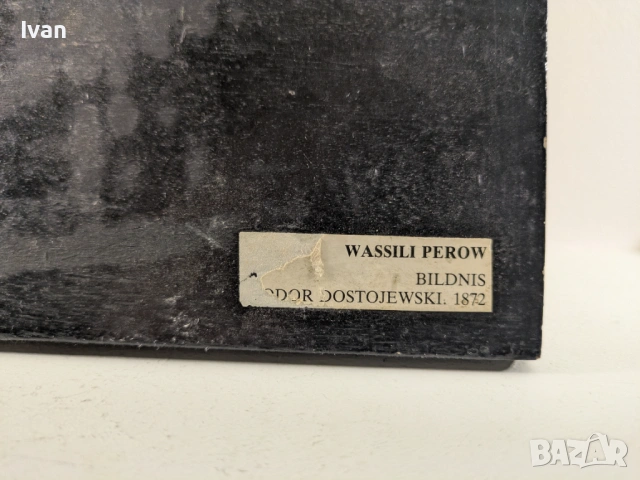 Ivan
WASSILI PEROW
BILDNIS
ODOR DOSTOJEWSKI. 1872
BAZAR